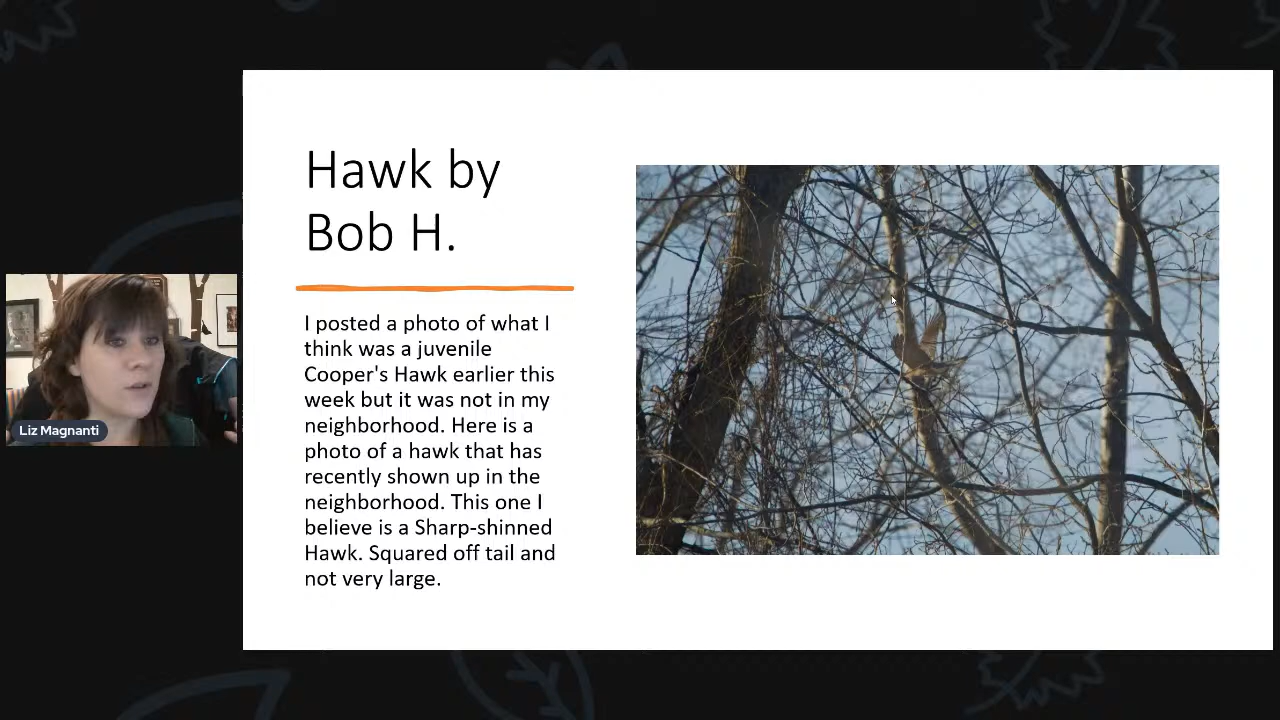 Hawk by
Bob H.
I posted a photo of what I
think was a juvenile
Cooper's Hawk earlier this
week but it was not in my
neighborhood. Here is a
photo of a hawk that has
recently shown up in the
neighborhood. This one I
believe is a Sharp-shinned
Hawk. Squared off tail and
not very large.
Liz Magnanti